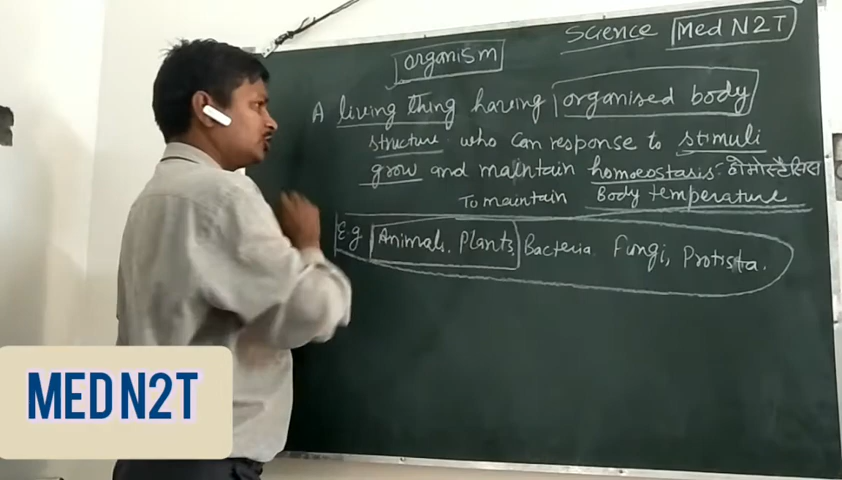 Science Med N2T
organism
A living thing having organised body
structure who can response to stimuli
grow and maintain homoeostasis:- होमोस्टैसिस
To maintain Body temperature
E.g Animals, Plants, Bacteria Fungi, Protista.
MED N2T